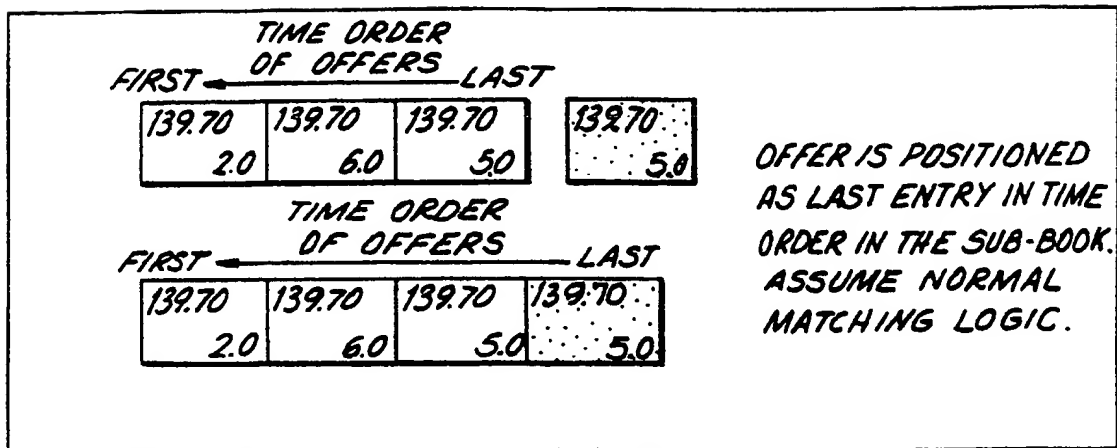 TIME ORDER
OF OFFERS
FIRST LAST
139.70 139.70 139.70 139.70
2.0 6.0 5.0 5.0
TIME ORDER
OF OFFERS
FIRST LAST
139.70 139.70 139.70 139.70
2.0 6.0 5.0 5.0
OFFER IS POSITIONED
AS LAST ENTRY IN TIME
ORDER IN THE SUB-BOOK.
ASSUME NORMAL
MATCHING LOGIC.